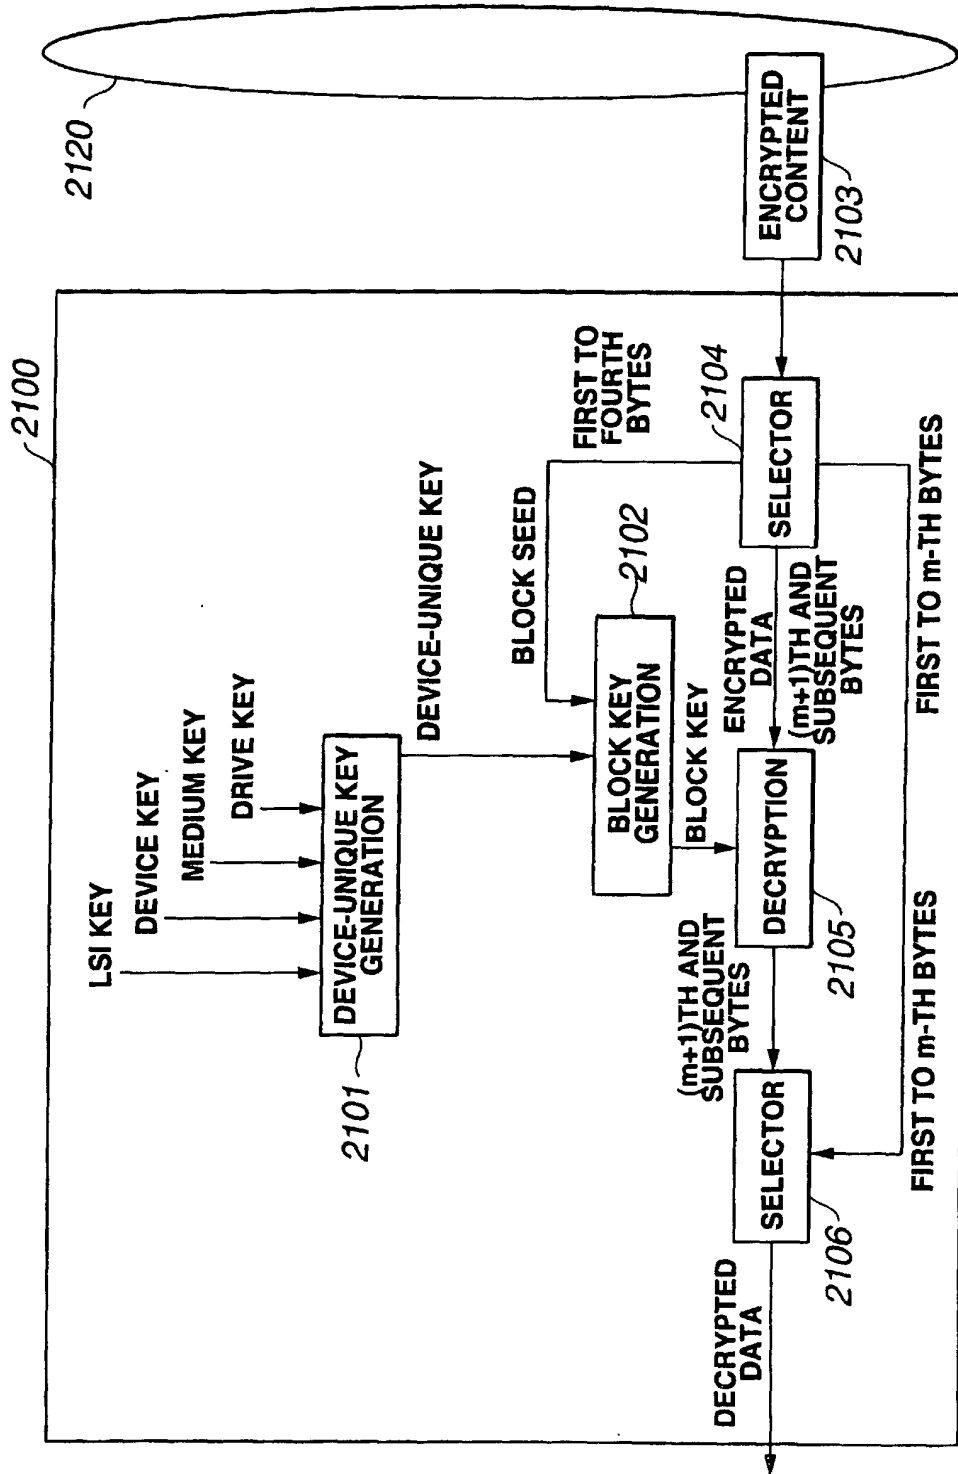 2100
2120
LSI KEY
DEVICE KEY
MEDIUM KEY
DRIVE KEY
DEVICE-UNIQUE KEY
GENERATION
2101
DEVICE-UNIQUE KEY
BLOCK SEED
FIRST TO
FOURTH
BYTES
BLOCK KEY
GENERATION
2102
BLOCK KEY
ENCRYPTED
CONTENT
2103
SELECTOR
2104
ENCRYPTED
DATA
(m+1)TH AND
SUBSEQUENT
BYTES
DECRYPTION
2105
(m+1)TH AND
SUBSEQUENT
BYTES
SELECTOR
2106
DECRYPTED
DATA
FIRST TO m-TH BYTES
FIRST TO m-TH BYTES